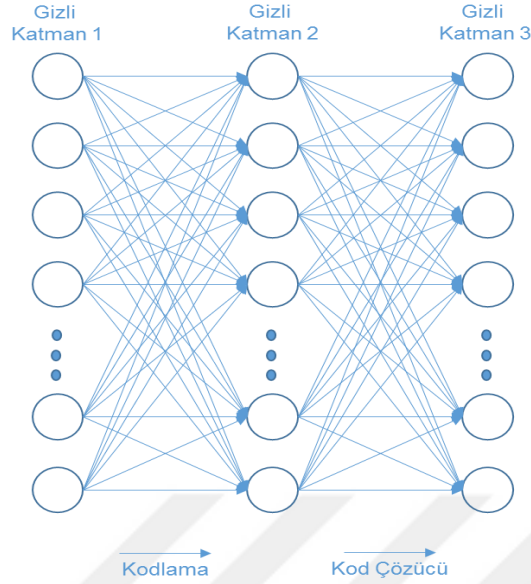 Gizli
Katman 1
Gizli
Katman 2
Gizli
Katman 3
Kodlama
Kod Çözücü